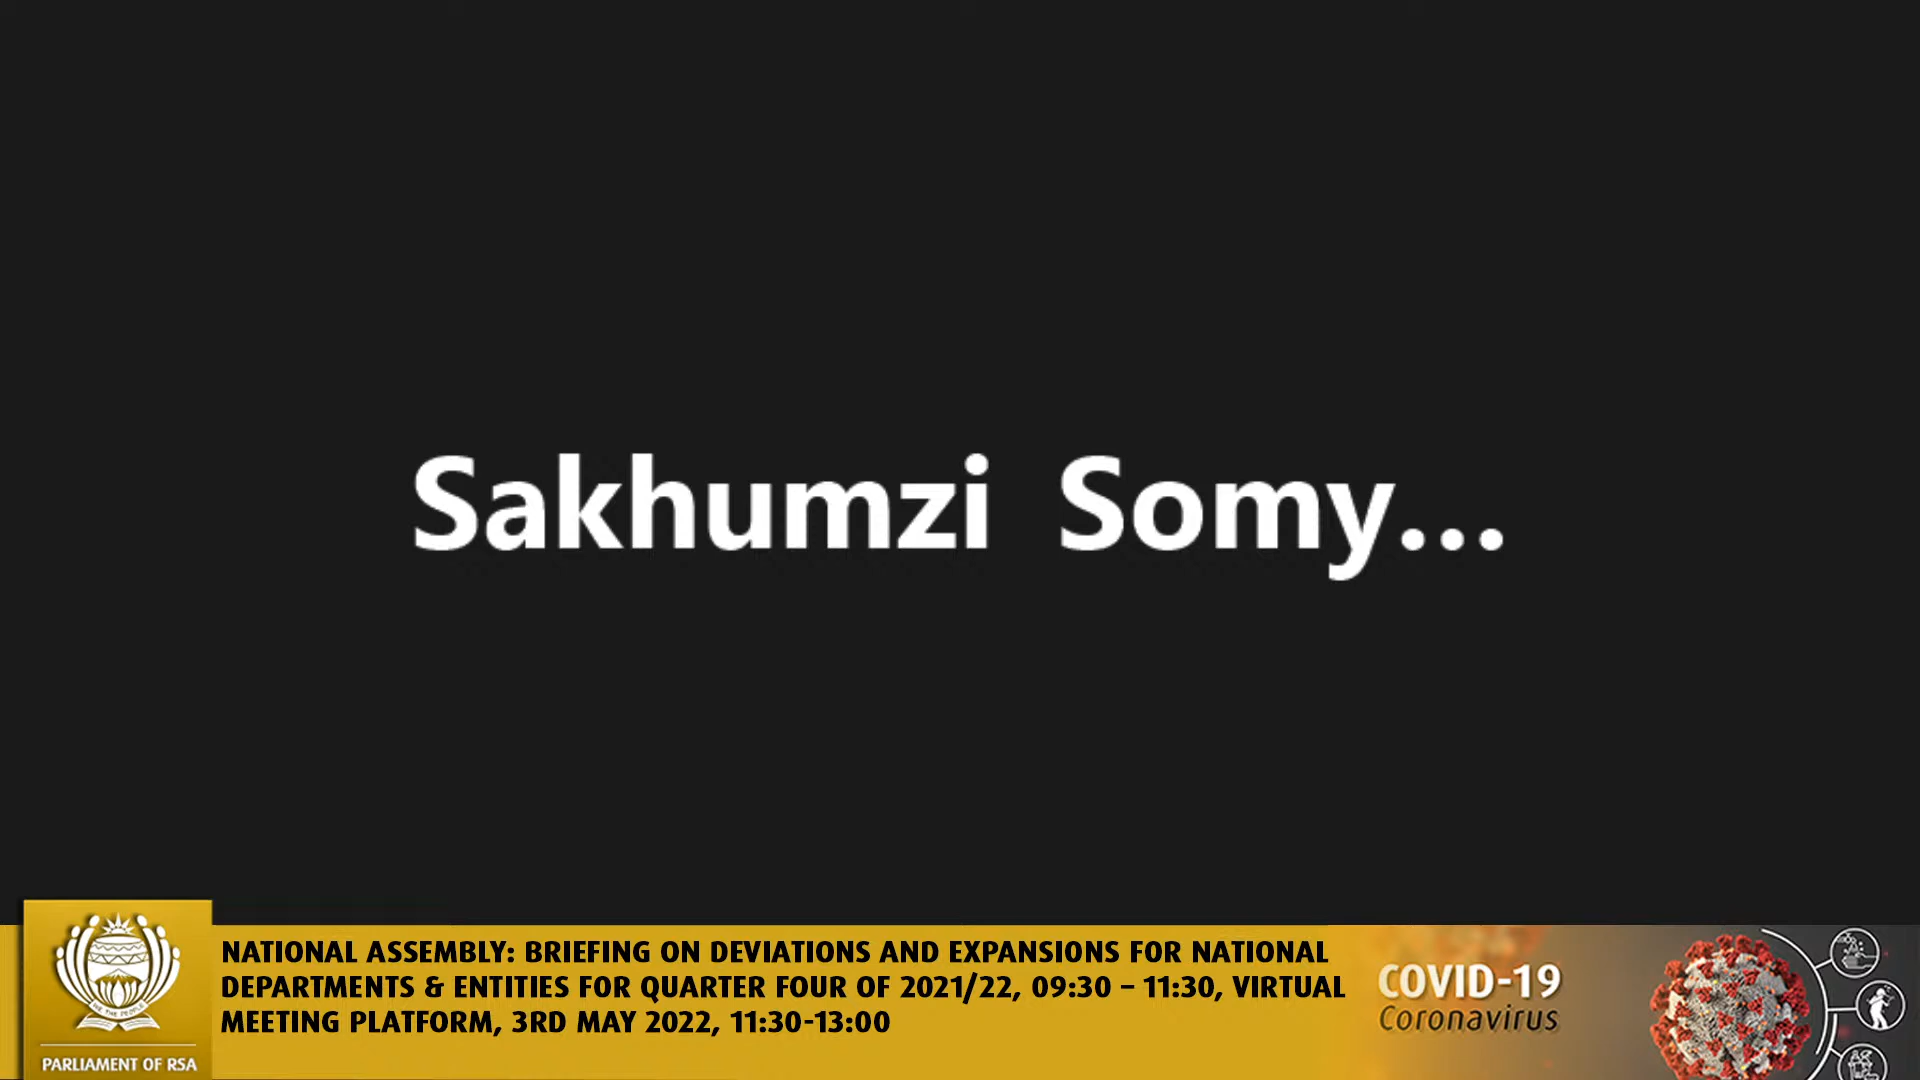 Sakhumzi Somy...
NATIONAL ASSEMBLY: BRIEFING ON DEVIATIONS AND EXPANSIONS FOR NATIONAL
DEPARTMENTS & ENTITIES FOR QUARTER FOUR OF 2021/22, 09:30 – 11:30, VIRTUAL
MEETING PLATFORM, 3RD MAY 2022, 11:30-13:00
PARLIAMENT OF RSA
COVID-19
Coronavirus